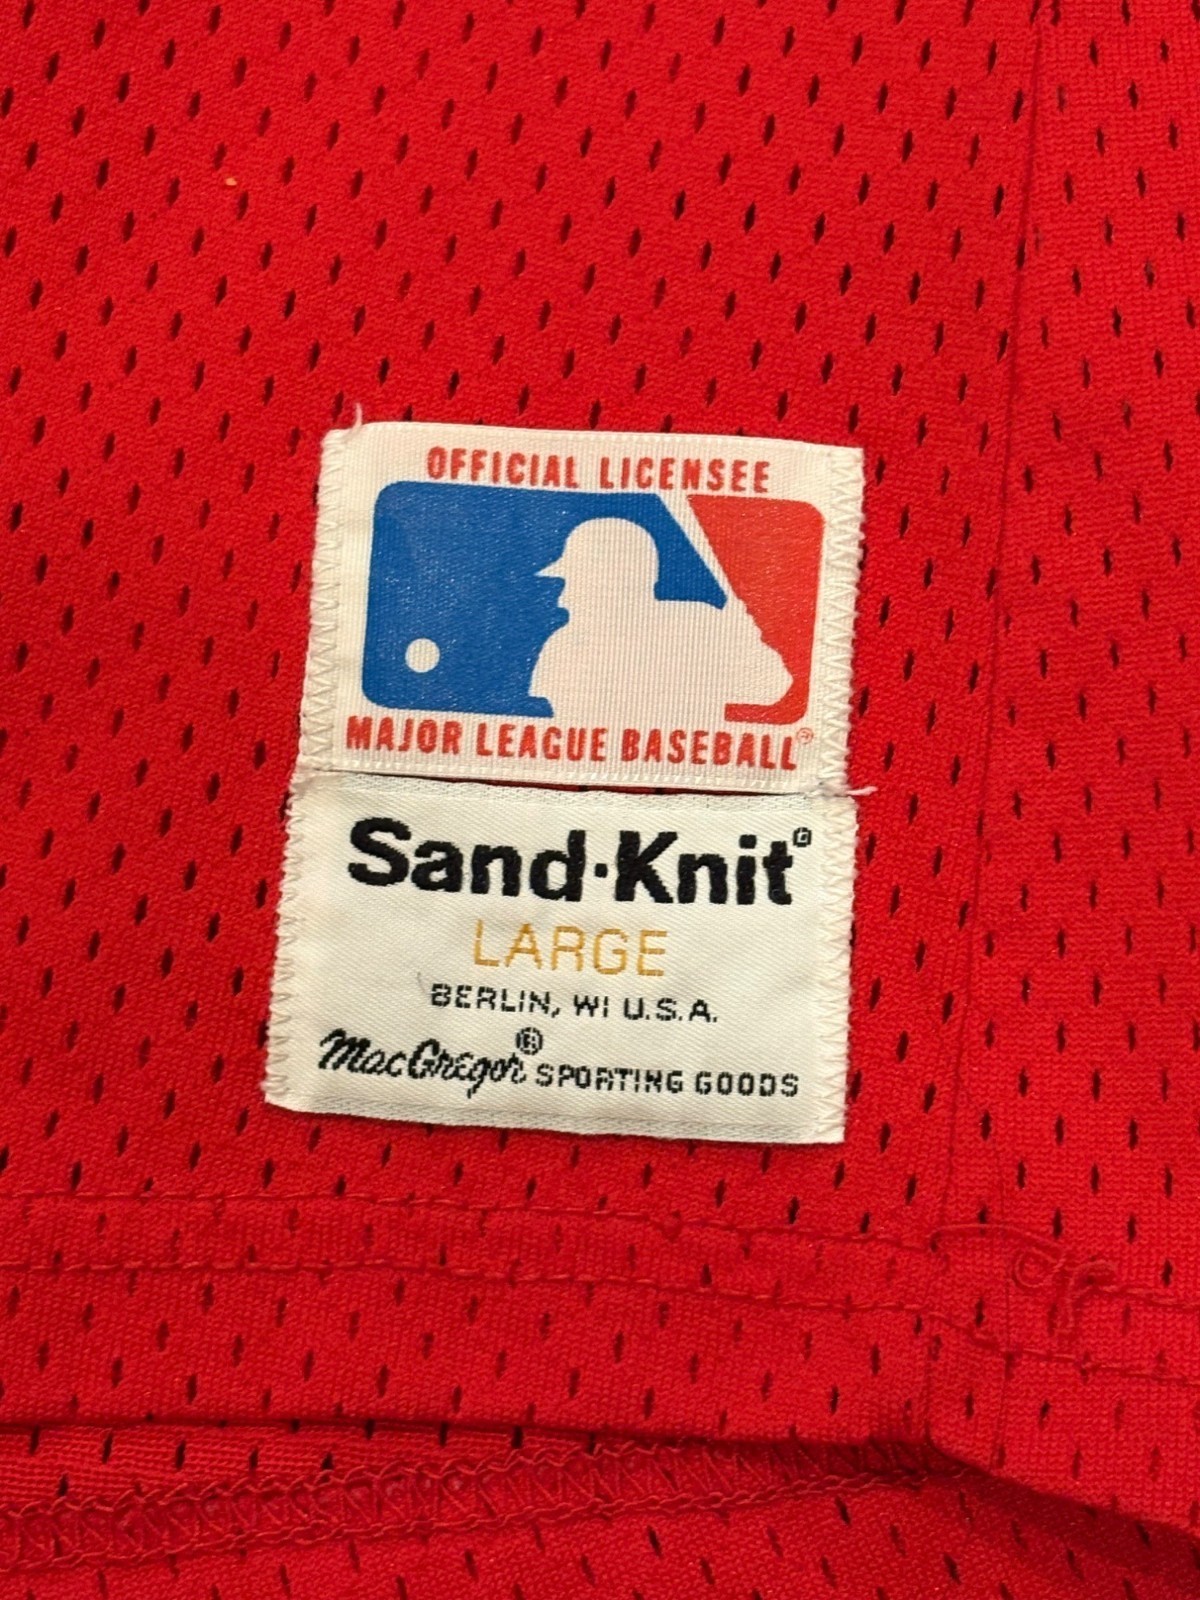 OFFICIAL LICENSEE
MAJOR LEAGUE BASEBALL®
Sand·Knit®
LARGE
BERLIN, WI U.S.A.
MacGregor® SPORTING GOODS